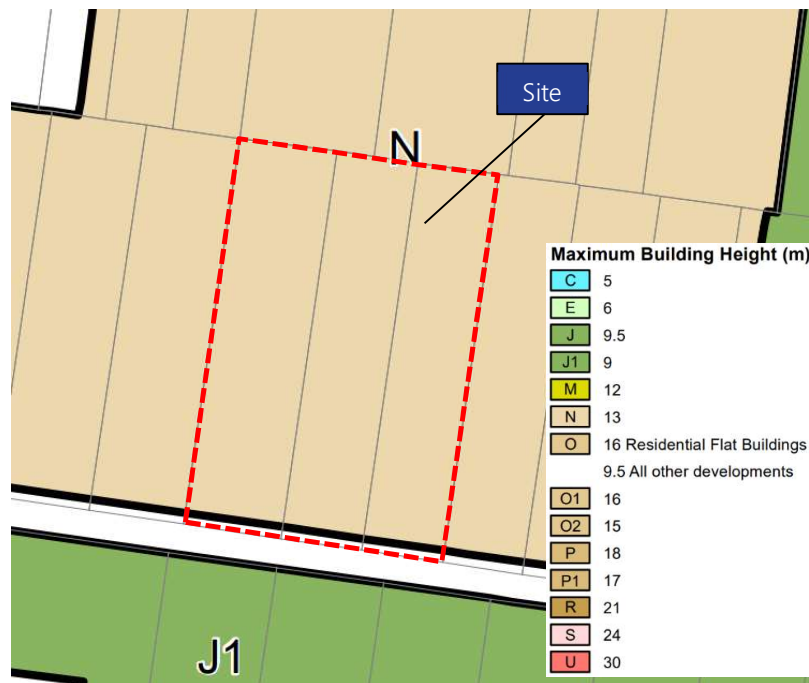 Site
N
Maximum Building Height (m)
C 5
E 6
J 9.5
J1 9
M 12
N 13
O 16 Residential Flat Buildings
9.5 All other developments
O1 16
O2 15
P 18
P1 17
R 21
S 24
U 30
J1